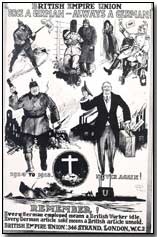 BRITISH EMPIRE UNION
"ONCE A GERMAN—ALWAYS A GERMAN!"
1914 TO 1918.
NEVER AGAIN!
REMEMBER!
Every German employed means a British Worker idle.
Every German article sold means a British article unsold.
BRITISH EMPIRE UNION, 346 STRAND, LONDON, W.C.2